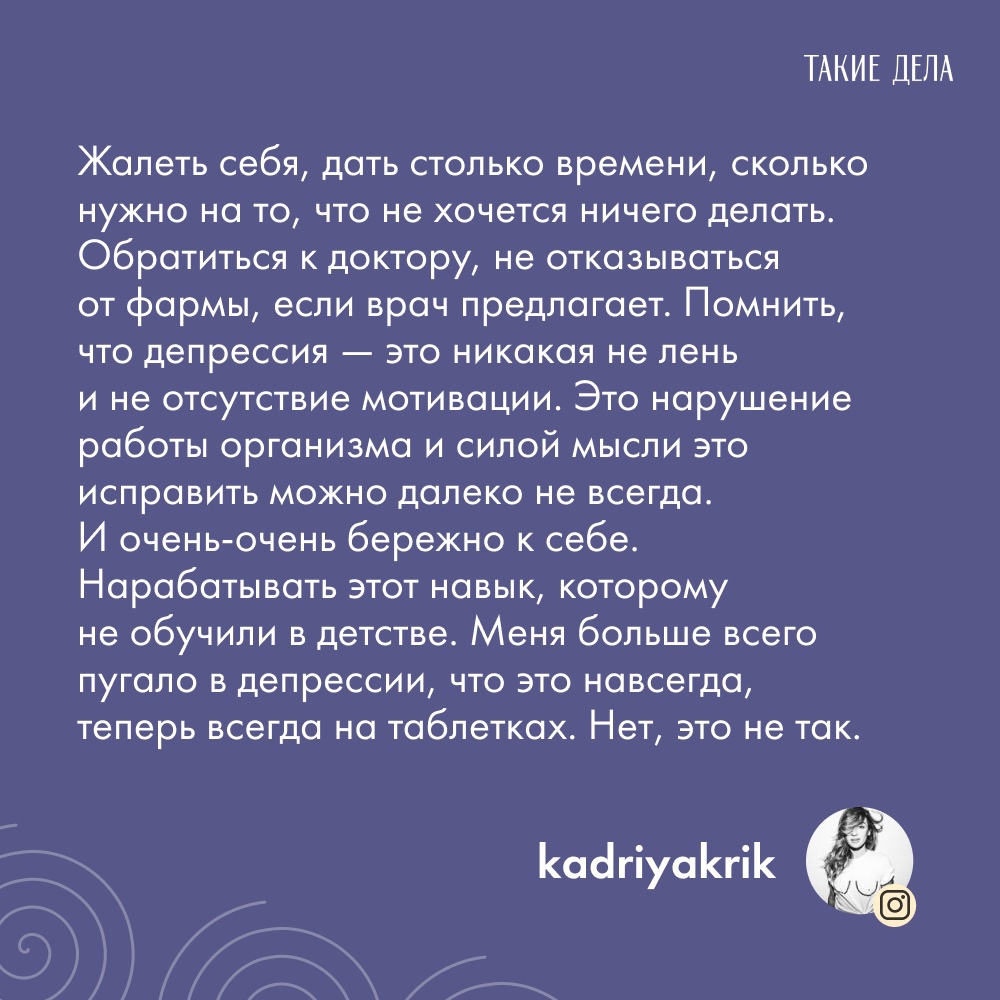 ТАКИЕ ДЕЛА
Жалеть себя, дать столько времени, сколько
нужно на то, что не хочется ничего делать.
Обратиться к доктору, не отказываться
от фармы, если врач предлагает. Помнить,
что депрессия — это никакая не лень
и не отсутствие мотивации. Это нарушение
работы организма и силой мысли это
исправить можно далеко не всегда.
И очень-очень бережно к себе.
Нарабатывать этот навык, которому
не обучили в детстве. Меня больше всего
пугало в депрессии, что это навсегда,
теперь всегда на таблетках. Нет, это не так.
kadriyakrik